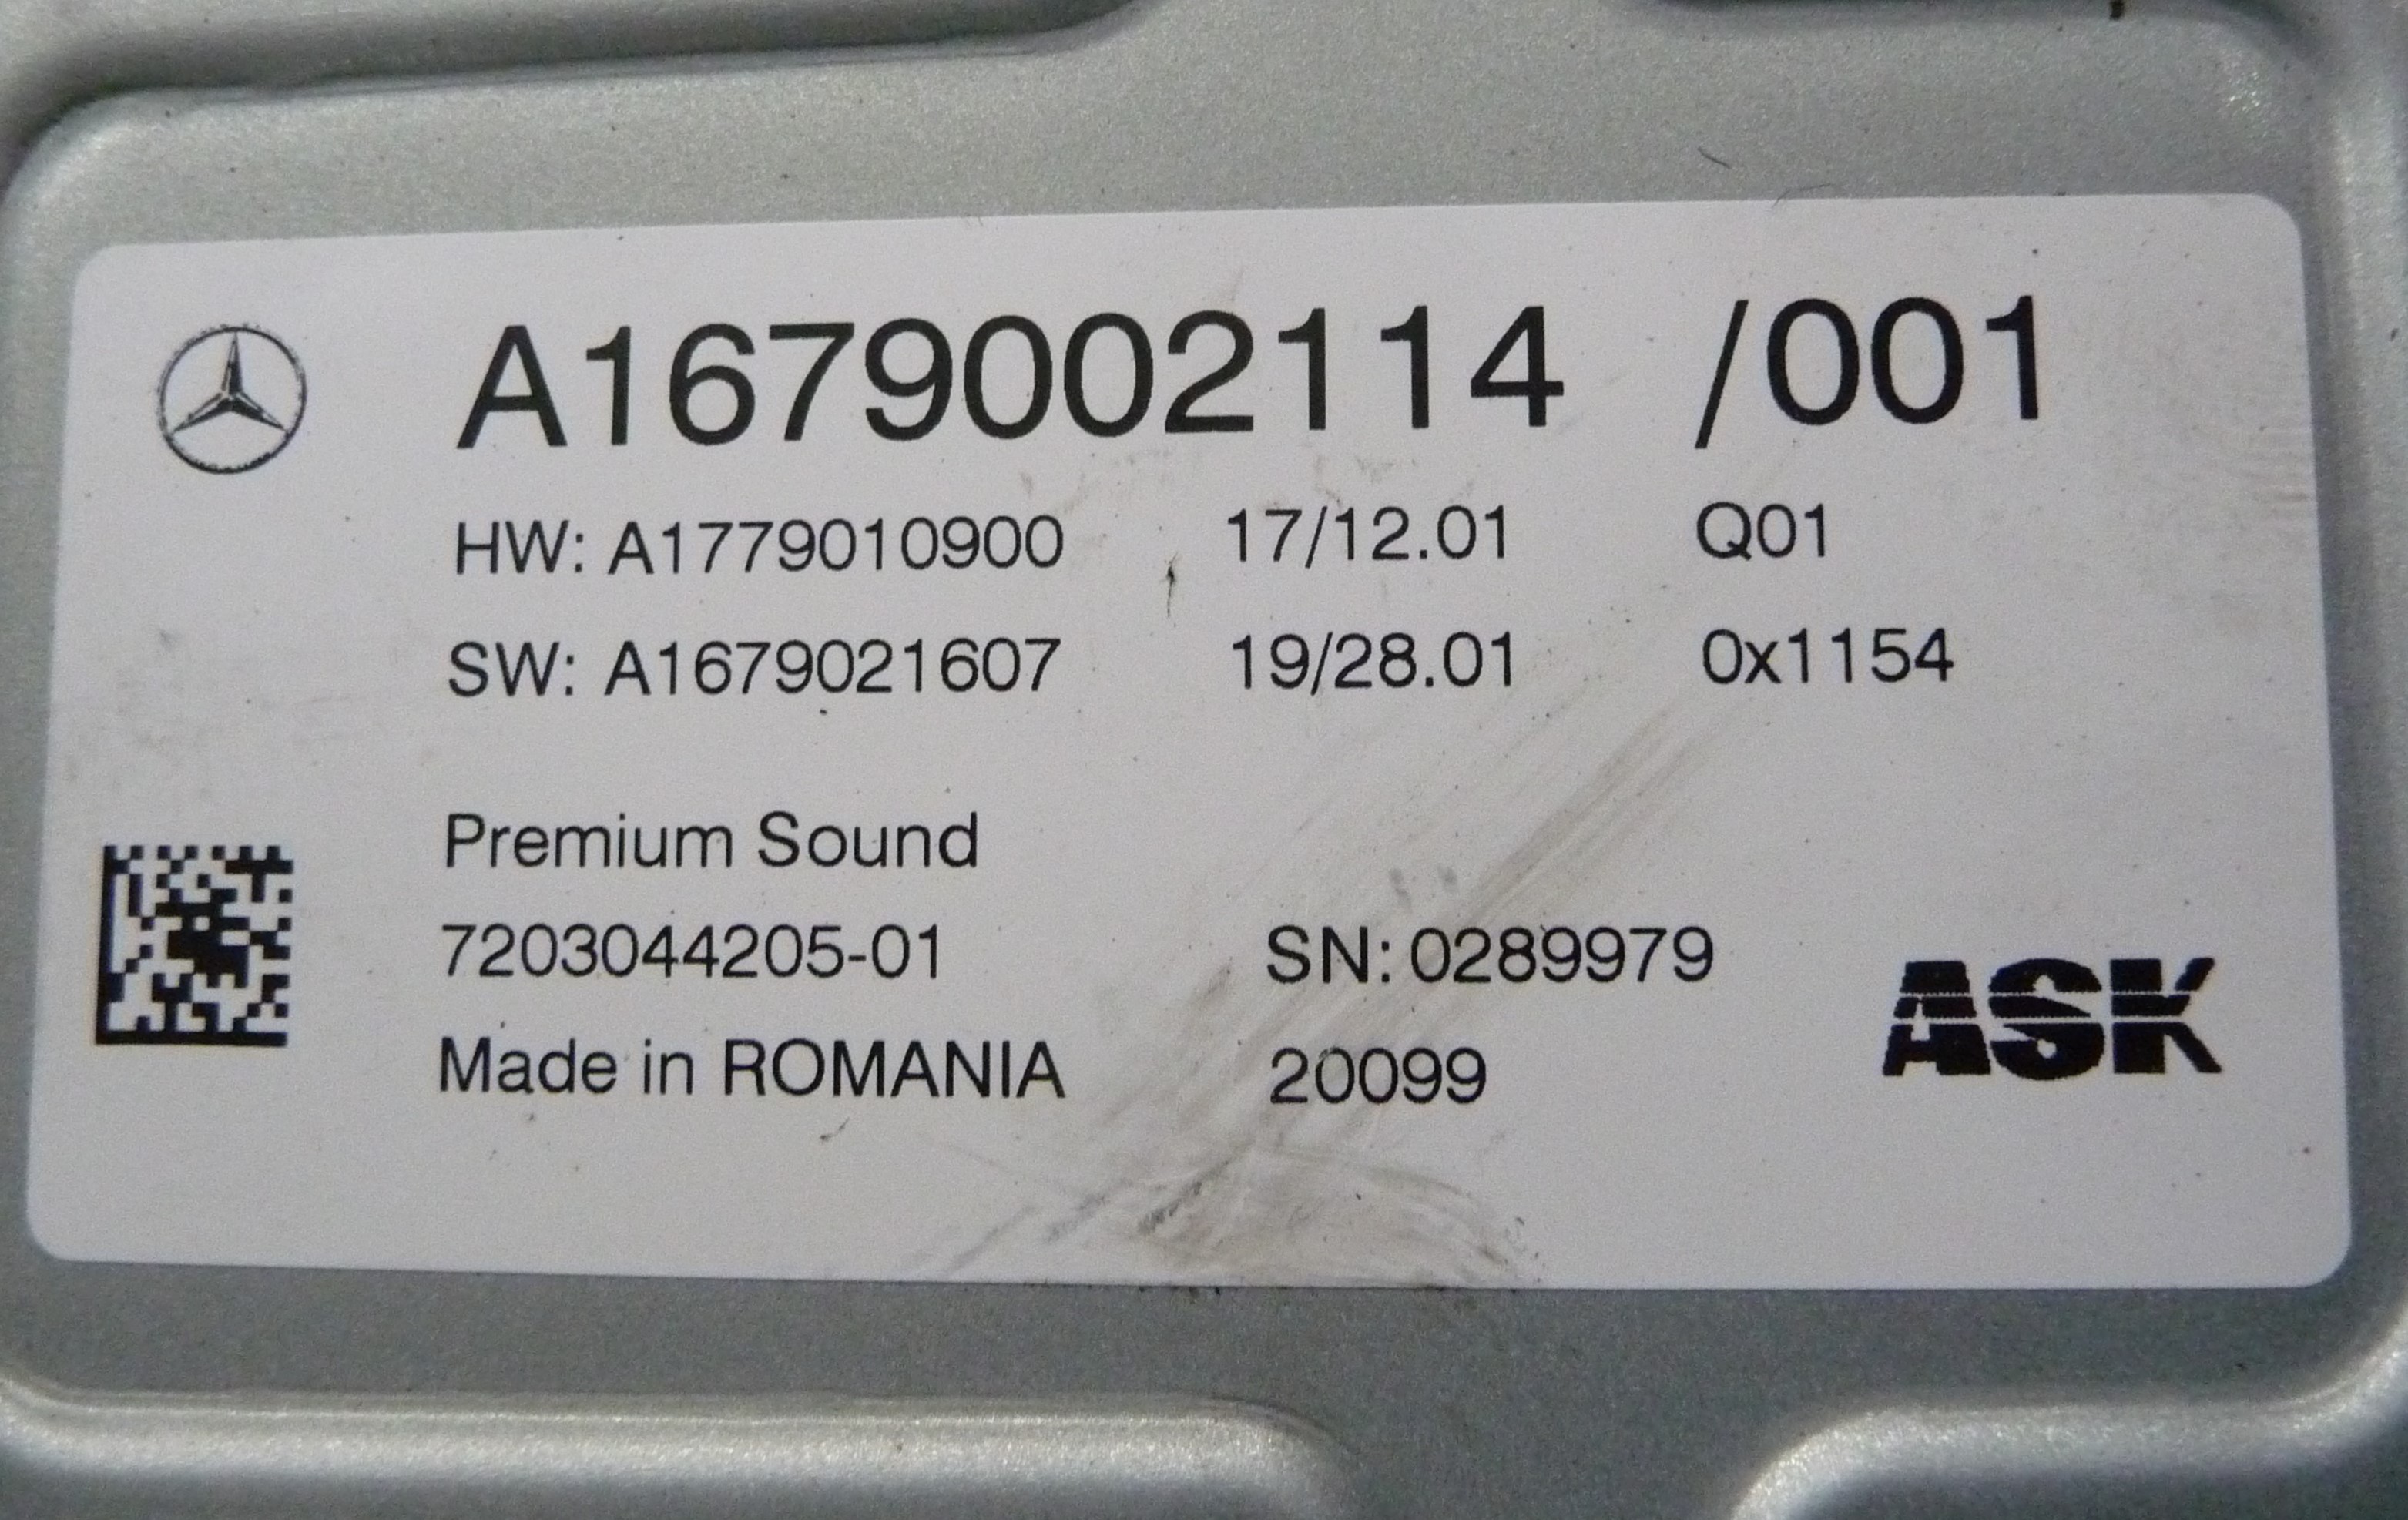 A1679002114 /001
HW: A1779010900 17/12.01 Q01
SW: A1679021607 19/28.01 0x1154
Premium Sound
7203044205-01 SN: 0289979
ASK
Made in ROMANIA 20099